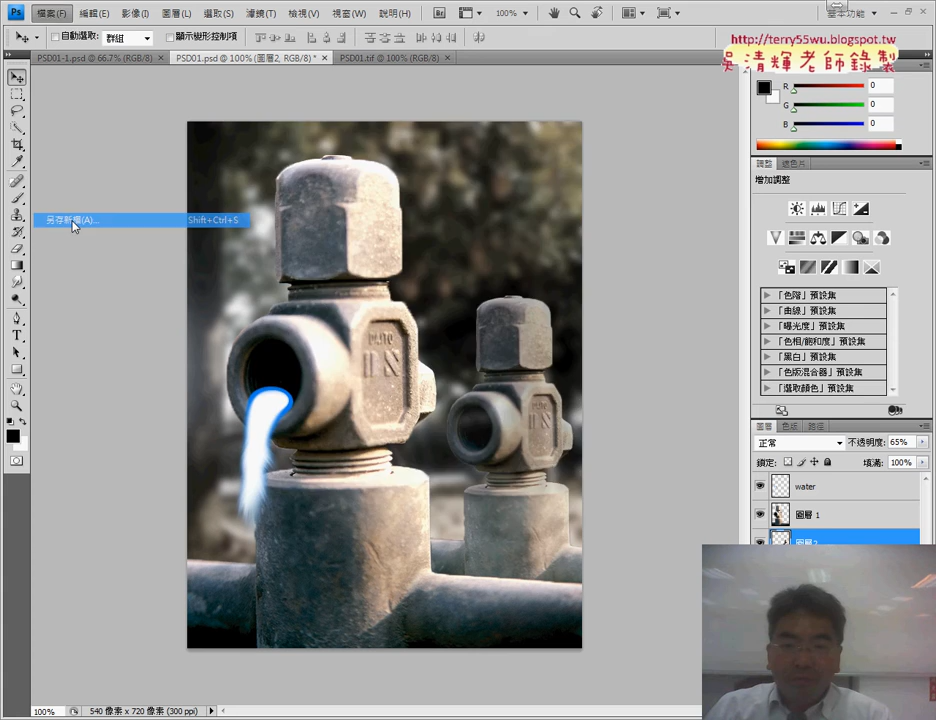 Ps 檔案(F) 編輯(E) 影像(I) 圖層(L) 選取(S) 濾鏡(T) 檢視(V) 視窗(W) 說明(H) Br 100% 基本功能
自動選取: 群組 顯示變形控制項
http://terry55wu.blogspot.tw
吳清輝老師錄製
PSD01-1.psd @ 66.7% (RGB/8) PSD01.psd @ 100% (圖層2, RGB/8) * PSD01.tif @ 100% (RGB/8)
R 0
G 0
B 0
調整 遮色片
增加調整
另存新檔(A)... Shift+Ctrl+S
「色階」預設集
「曲線」預設集
「曝光度」預設集
「色相/飽和度」預設集
「黑白」預設集
「色版混合器」預設集
「選取顏色」預設集
圖層 色版 路徑
正常 不透明度: 65%
鎖定: 填滿: 100%
water
圖層 1
圖層2
100% 540 像素 x 720 像素 (300 ppi)